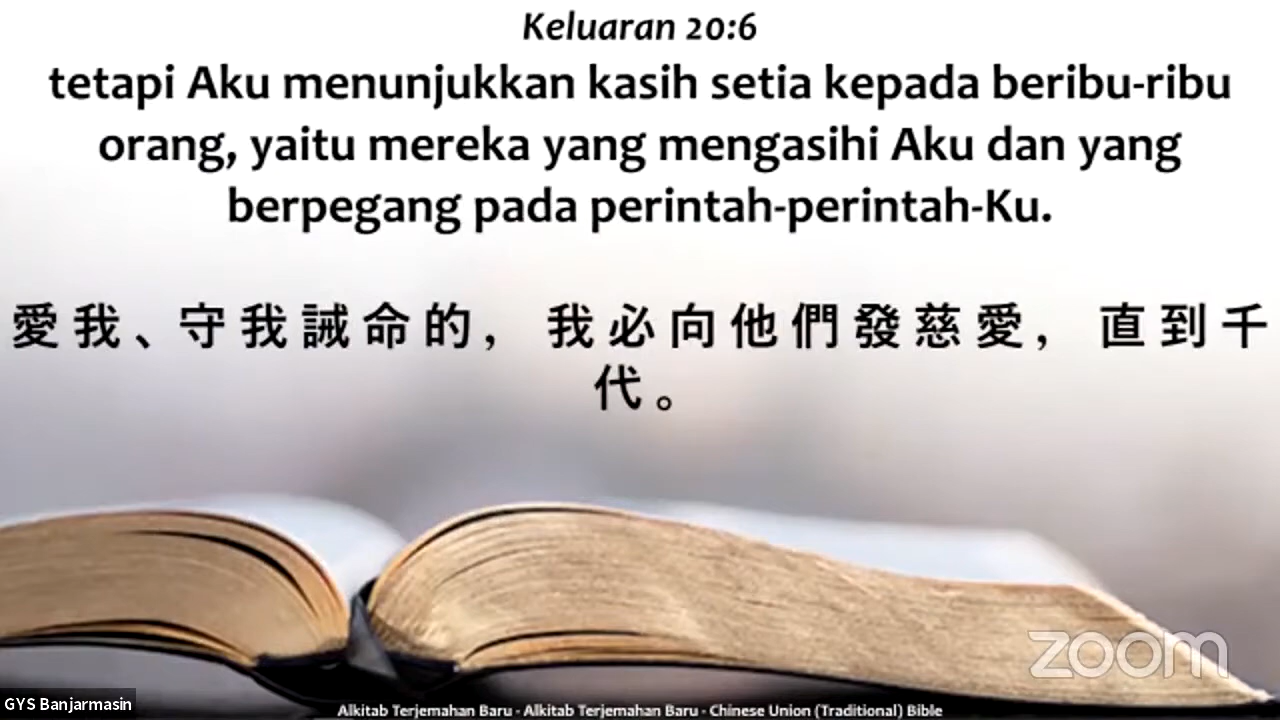 Keluaran 20:6
tetapi Aku menunjukkan kasih setia kepada beribu-ribu
orang, yaitu mereka yang mengasihi Aku dan yang
berpegang pada perintah-perintah-Ku.
愛我、守我誡命的，我必向他們發慈愛，直到千
代。
zoom
GYS Banjarmasin
Alkitab Terjemahan Baru - Alkitab Terjemahan Baru - Chinese Union (Traditional) Bible